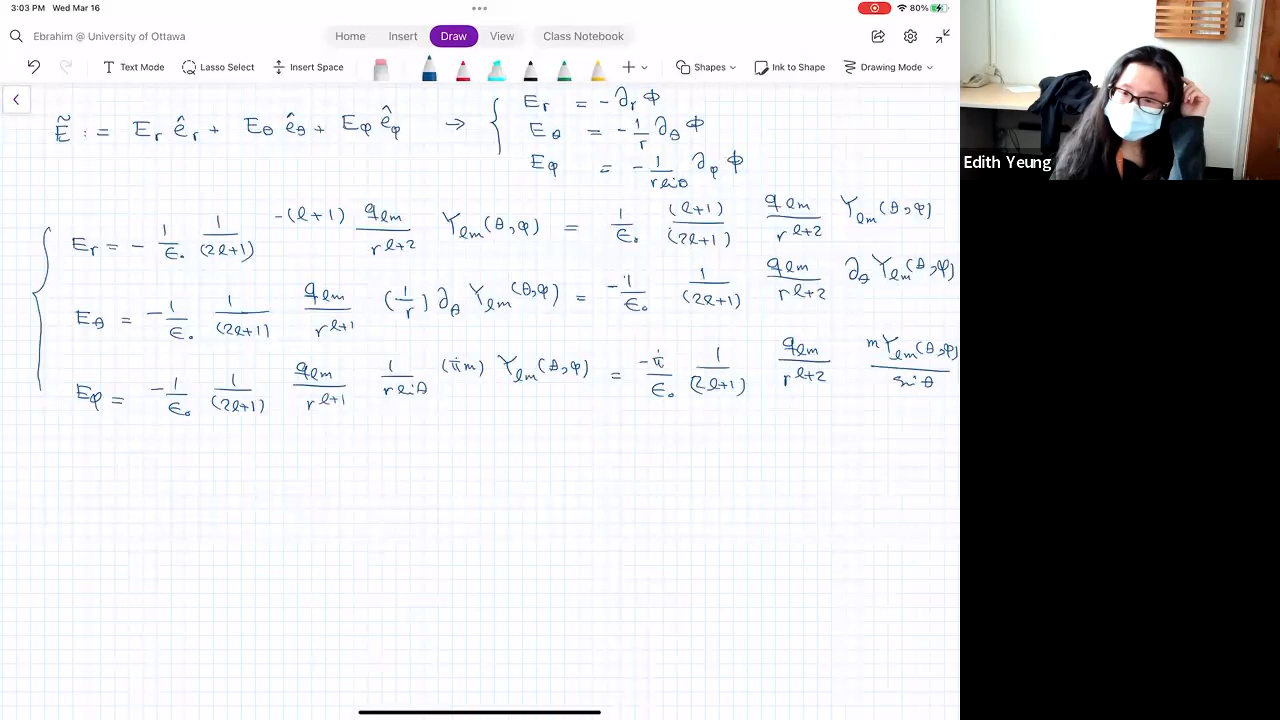 3:03 PM Wed Mar 16
80%
Ebrahim @ University of Ottawa
Home Insert Draw View Class Notebook
Text Mode Lasso Select Insert Space Shapes Ink to Shape Drawing Mode
Ẽ := E_r ê_r + E_θ ê_θ + E_φ ê_φ → { E_r = -∂_r Φ
E_θ = -1/r ∂_θ Φ
E_φ = -1/(r sinθ) ∂_φ Φ
E_r = - 1/ε₀ 1/(2ℓ+1) -(ℓ+1) q_ℓm/r^(ℓ+2) Y_ℓm(θ,φ) = 1/ε₀ (ℓ+1)/(2ℓ+1) q_ℓm/r^(ℓ+2) Y_ℓm(θ,φ)
E_θ = -1/ε₀ 1/(2ℓ+1) q_ℓm/r^(ℓ+1) (1/r) ∂_θ Y_ℓm(θ,φ) = -1/ε₀ 1/(2ℓ+1) q_ℓm/r^(ℓ+2) ∂_θ Y_ℓm(θ,φ)
E_φ = -1/ε₀ 1/(2ℓ+1) q_ℓm/r^(ℓ+1) 1/(r sinθ) (im) Y_ℓm(θ,φ) = -i/ε₀ 1/(2ℓ+1) q_ℓm/r^(ℓ+2) m Y_ℓm(θ,φ)/sinθ
Edith Yeung